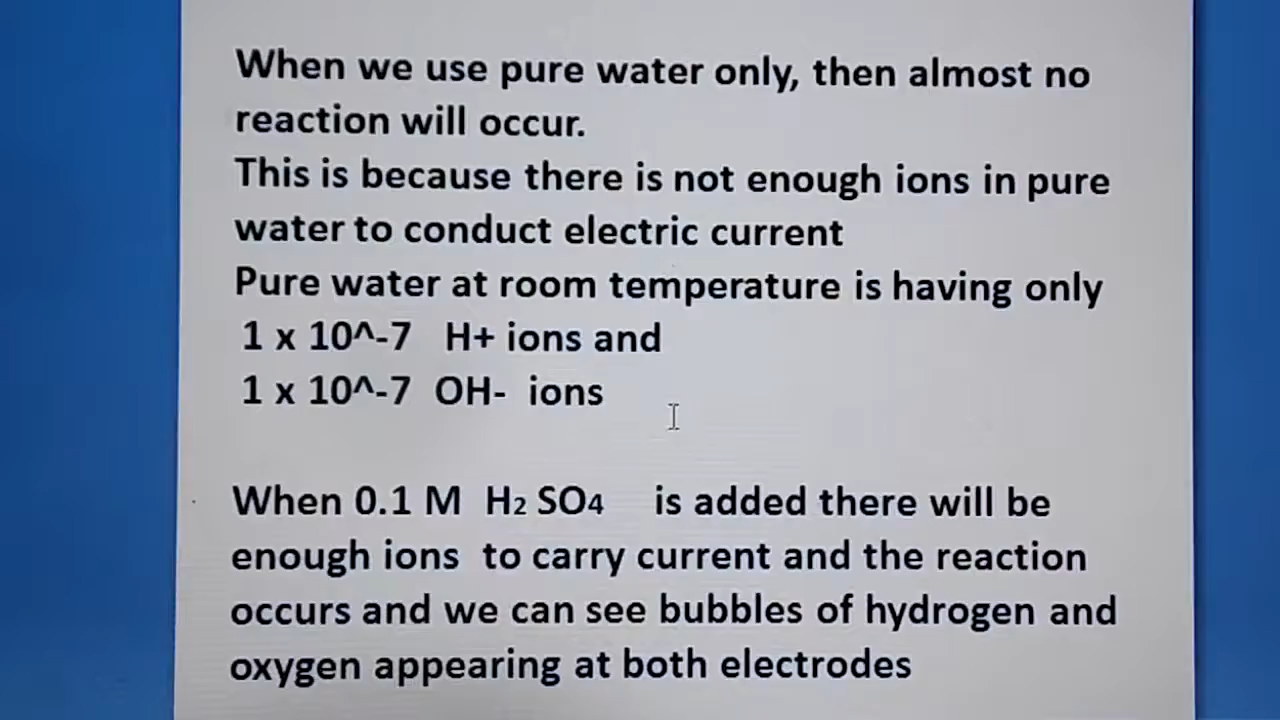 When we use pure water only, then almost no
reaction will occur.
This is because there is not enough ions in pure
water to conduct electric current
Pure water at room temperature is having only
1 x 10^-7 H+ ions and
1 x 10^-7 OH- ions
When 0.1 M H₂ SO₄ is added there will be
enough ions to carry current and the reaction
occurs and we can see bubbles of hydrogen and
oxygen appearing at both electrodes